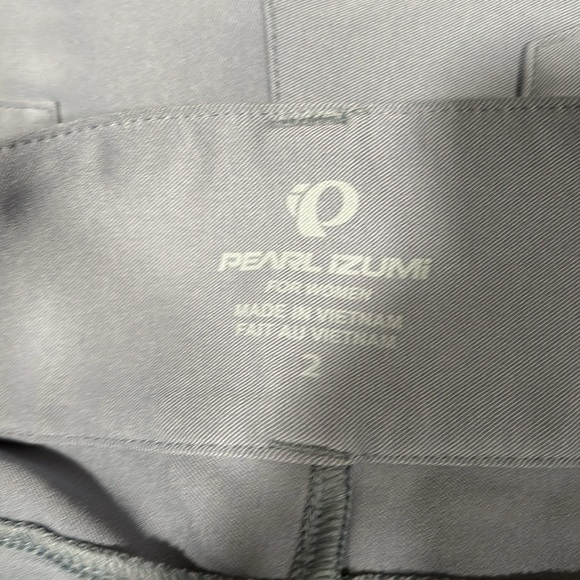 PEARL iZUMi
FOR WOMEN
MADE IN VIETNAM
FAIT AU VIETNAM
2